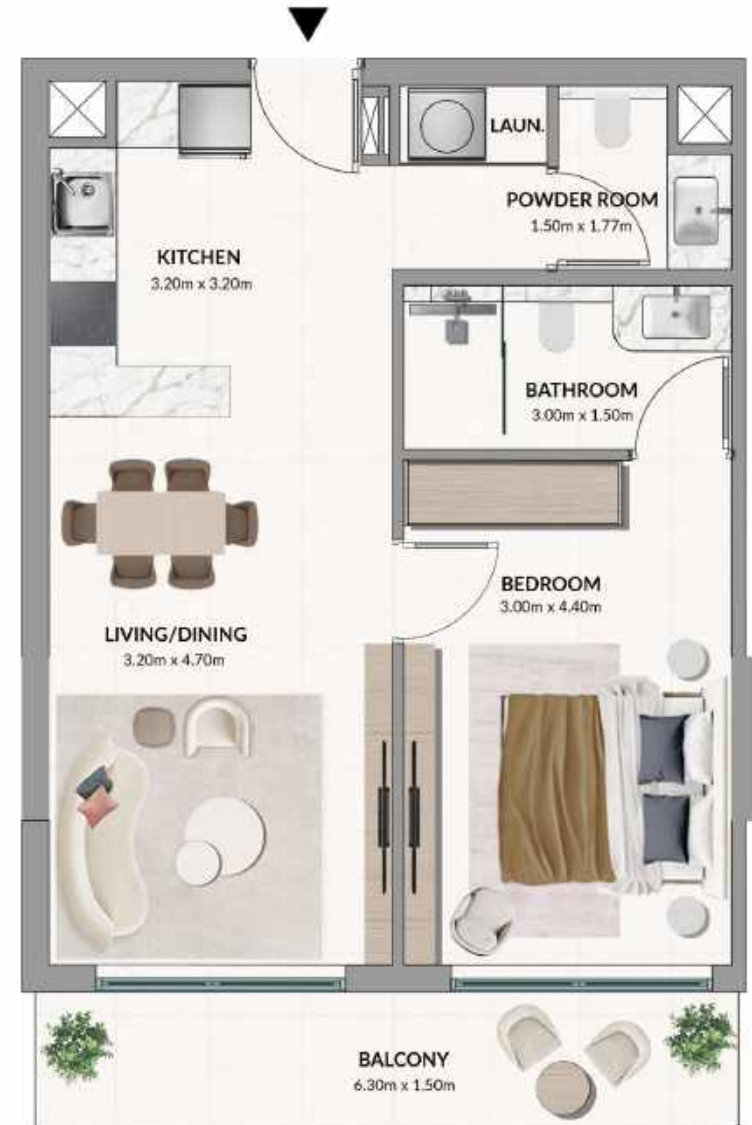 LAUN.
POWDER ROOM
1.50m x 1.77m
KITCHEN
3.20m x 3.20m
BATHROOM
3.00m x 1.50m
BEDROOM
3.00m x 4.40m
LIVING/DINING
3.20m x 4.70m
BALCONY
6.30m x 1.50m